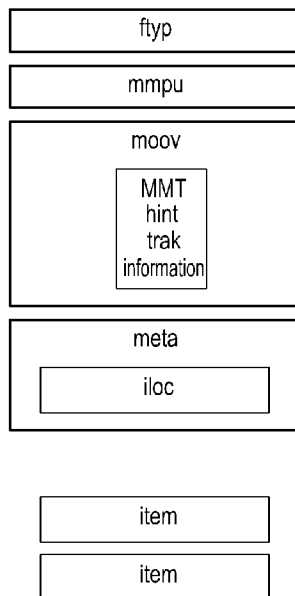 ftyp
mmpu
moov
MMT
hint
trak
information
meta
iloc
item
item